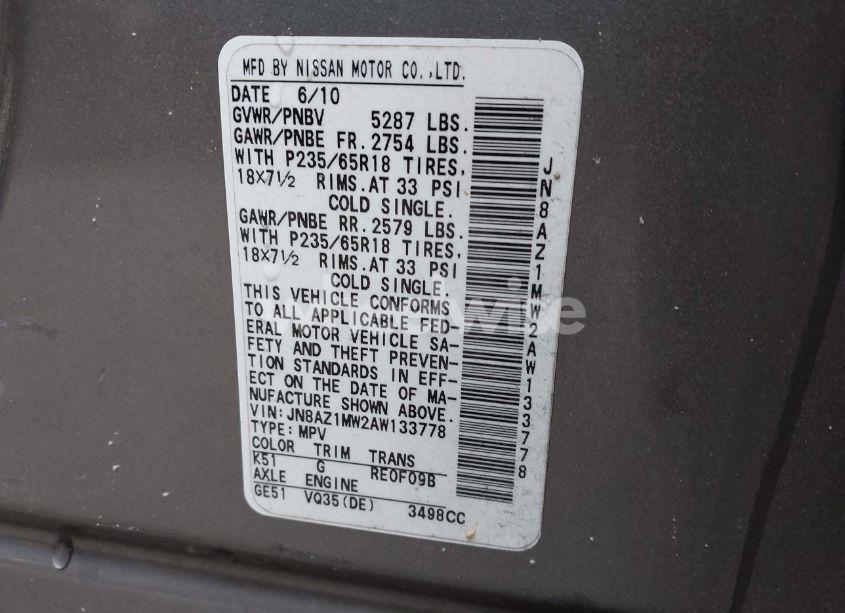 MFD BY NISSAN MOTOR CO.,LTD.
DATE 6/10
GVWR/PNBV 5287 LBS.
GAWR/PNBE FR.2754 LBS.
WITH P235/65R18 TIRES,
18X7½ RIMS.AT 33 PSI
COLD SINGLE.
GAWR/PNBE RR.2579 LBS.
WITH P235/65R18 TIRES,
18X7½ RIMS.AT 33 PSI
COLD SINGLE.
THIS VEHICLE CONFORMS
TO ALL APPLICABLE FED-
ERAL MOTOR VEHICLE SA-
FETY AND THEFT PREVEN-
TION STANDARDS IN EFF-
ECT ON THE DATE OF MA-
NUFACTURE SHOWN ABOVE.
VIN:JN8AZ1MW2AW133778
TYPE:MPV
COLOR TRIM TRANS
K51 G RE0F09B
AXLE ENGINE
GE51 VQ35(DE) 3498CC
JN8AZ1MW2AW133778